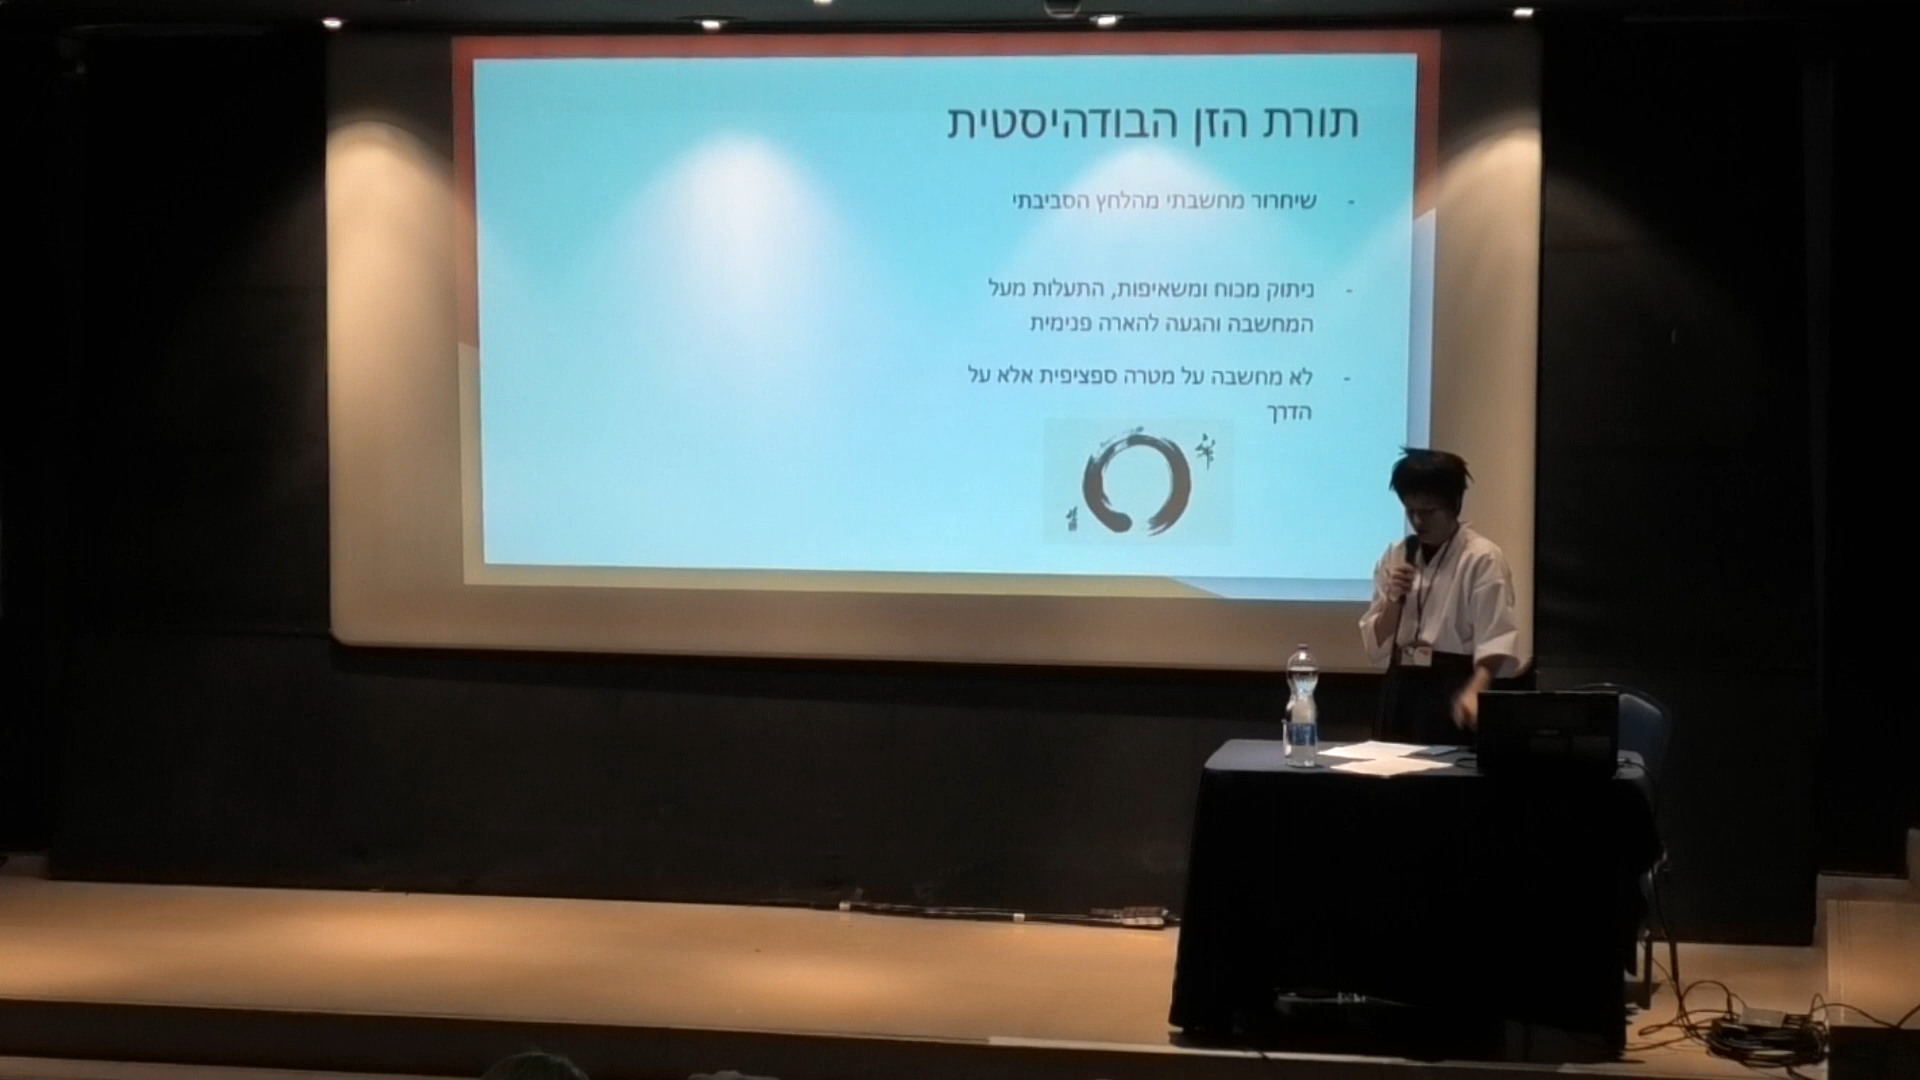 תורת הזן הבודהיסטית
- שיחרור מחשבתי מהלחץ הסביבתי
- ניתוק מכוח ומשאיפות, התעלות מעל
המחשבה והגעה להארה פנימית
- לא מחשבה על מטרה ספציפית אלא על
הדרך